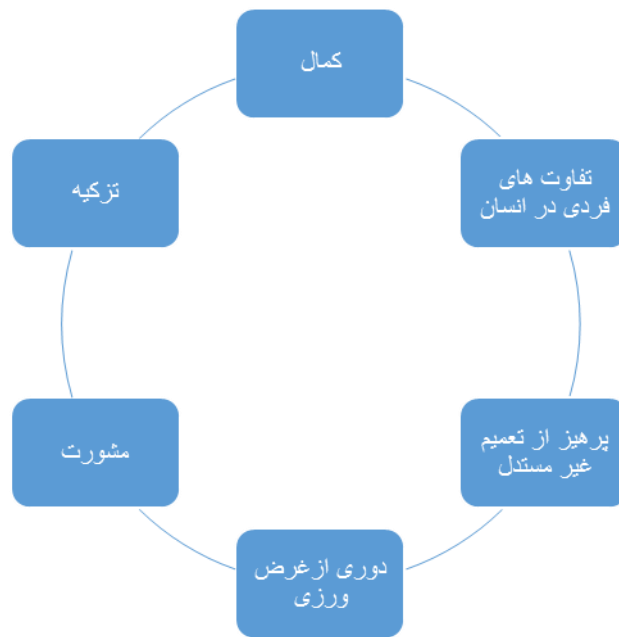 کمال
تفاوت های
فردی در انسان
پرهیز از تعمیم
غیر مستدل
دوری ازغرض
ورزی
مشورت
تزکیه